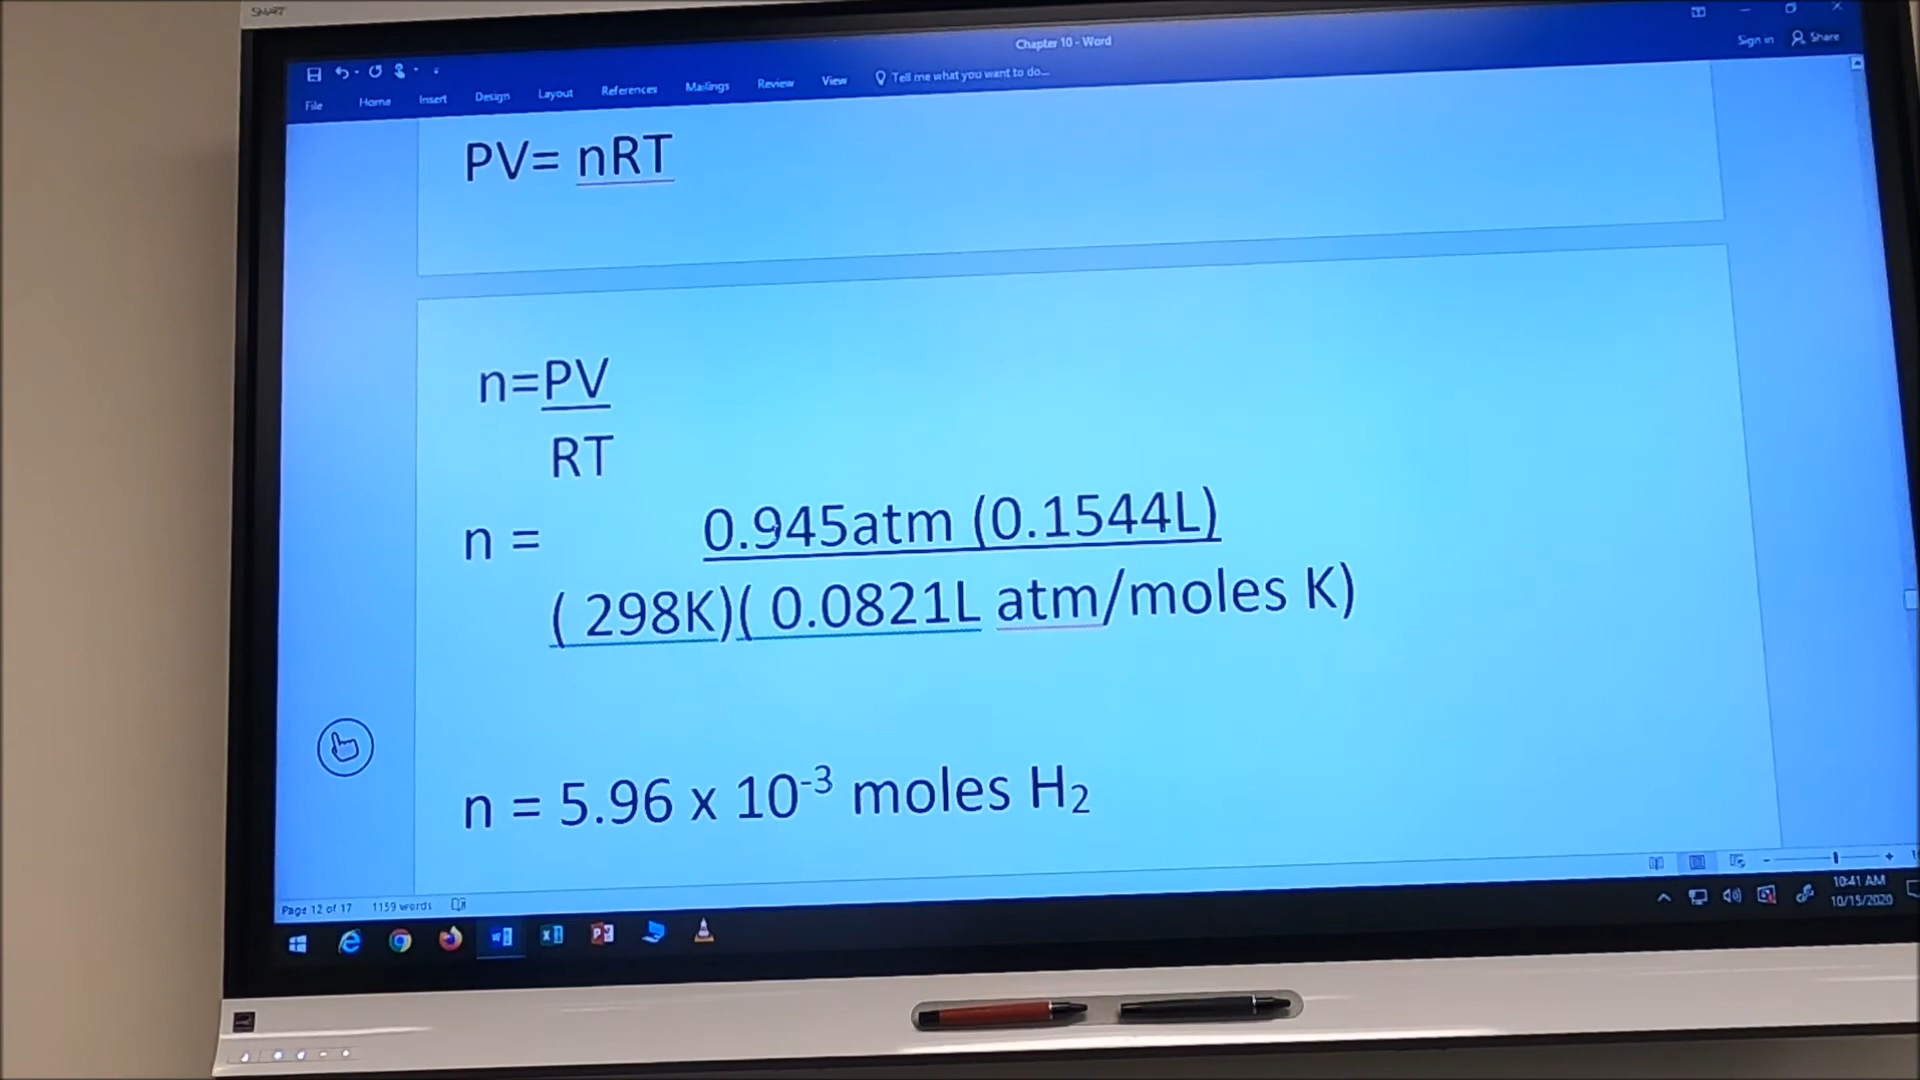 SMART
Chapter 10 - Word
Sign in Share
File Home Insert Design Layout References Mailings Review View Tell me what you want to do...
PV= nRT
n=PV
RT
n = 0.945atm (0.1544L)
( 298K)( 0.0821L atm/moles K)
n = 5.96 x 10⁻³ moles H₂
Page 12 of 17 1159 words
10:41 AM
10/15/2020